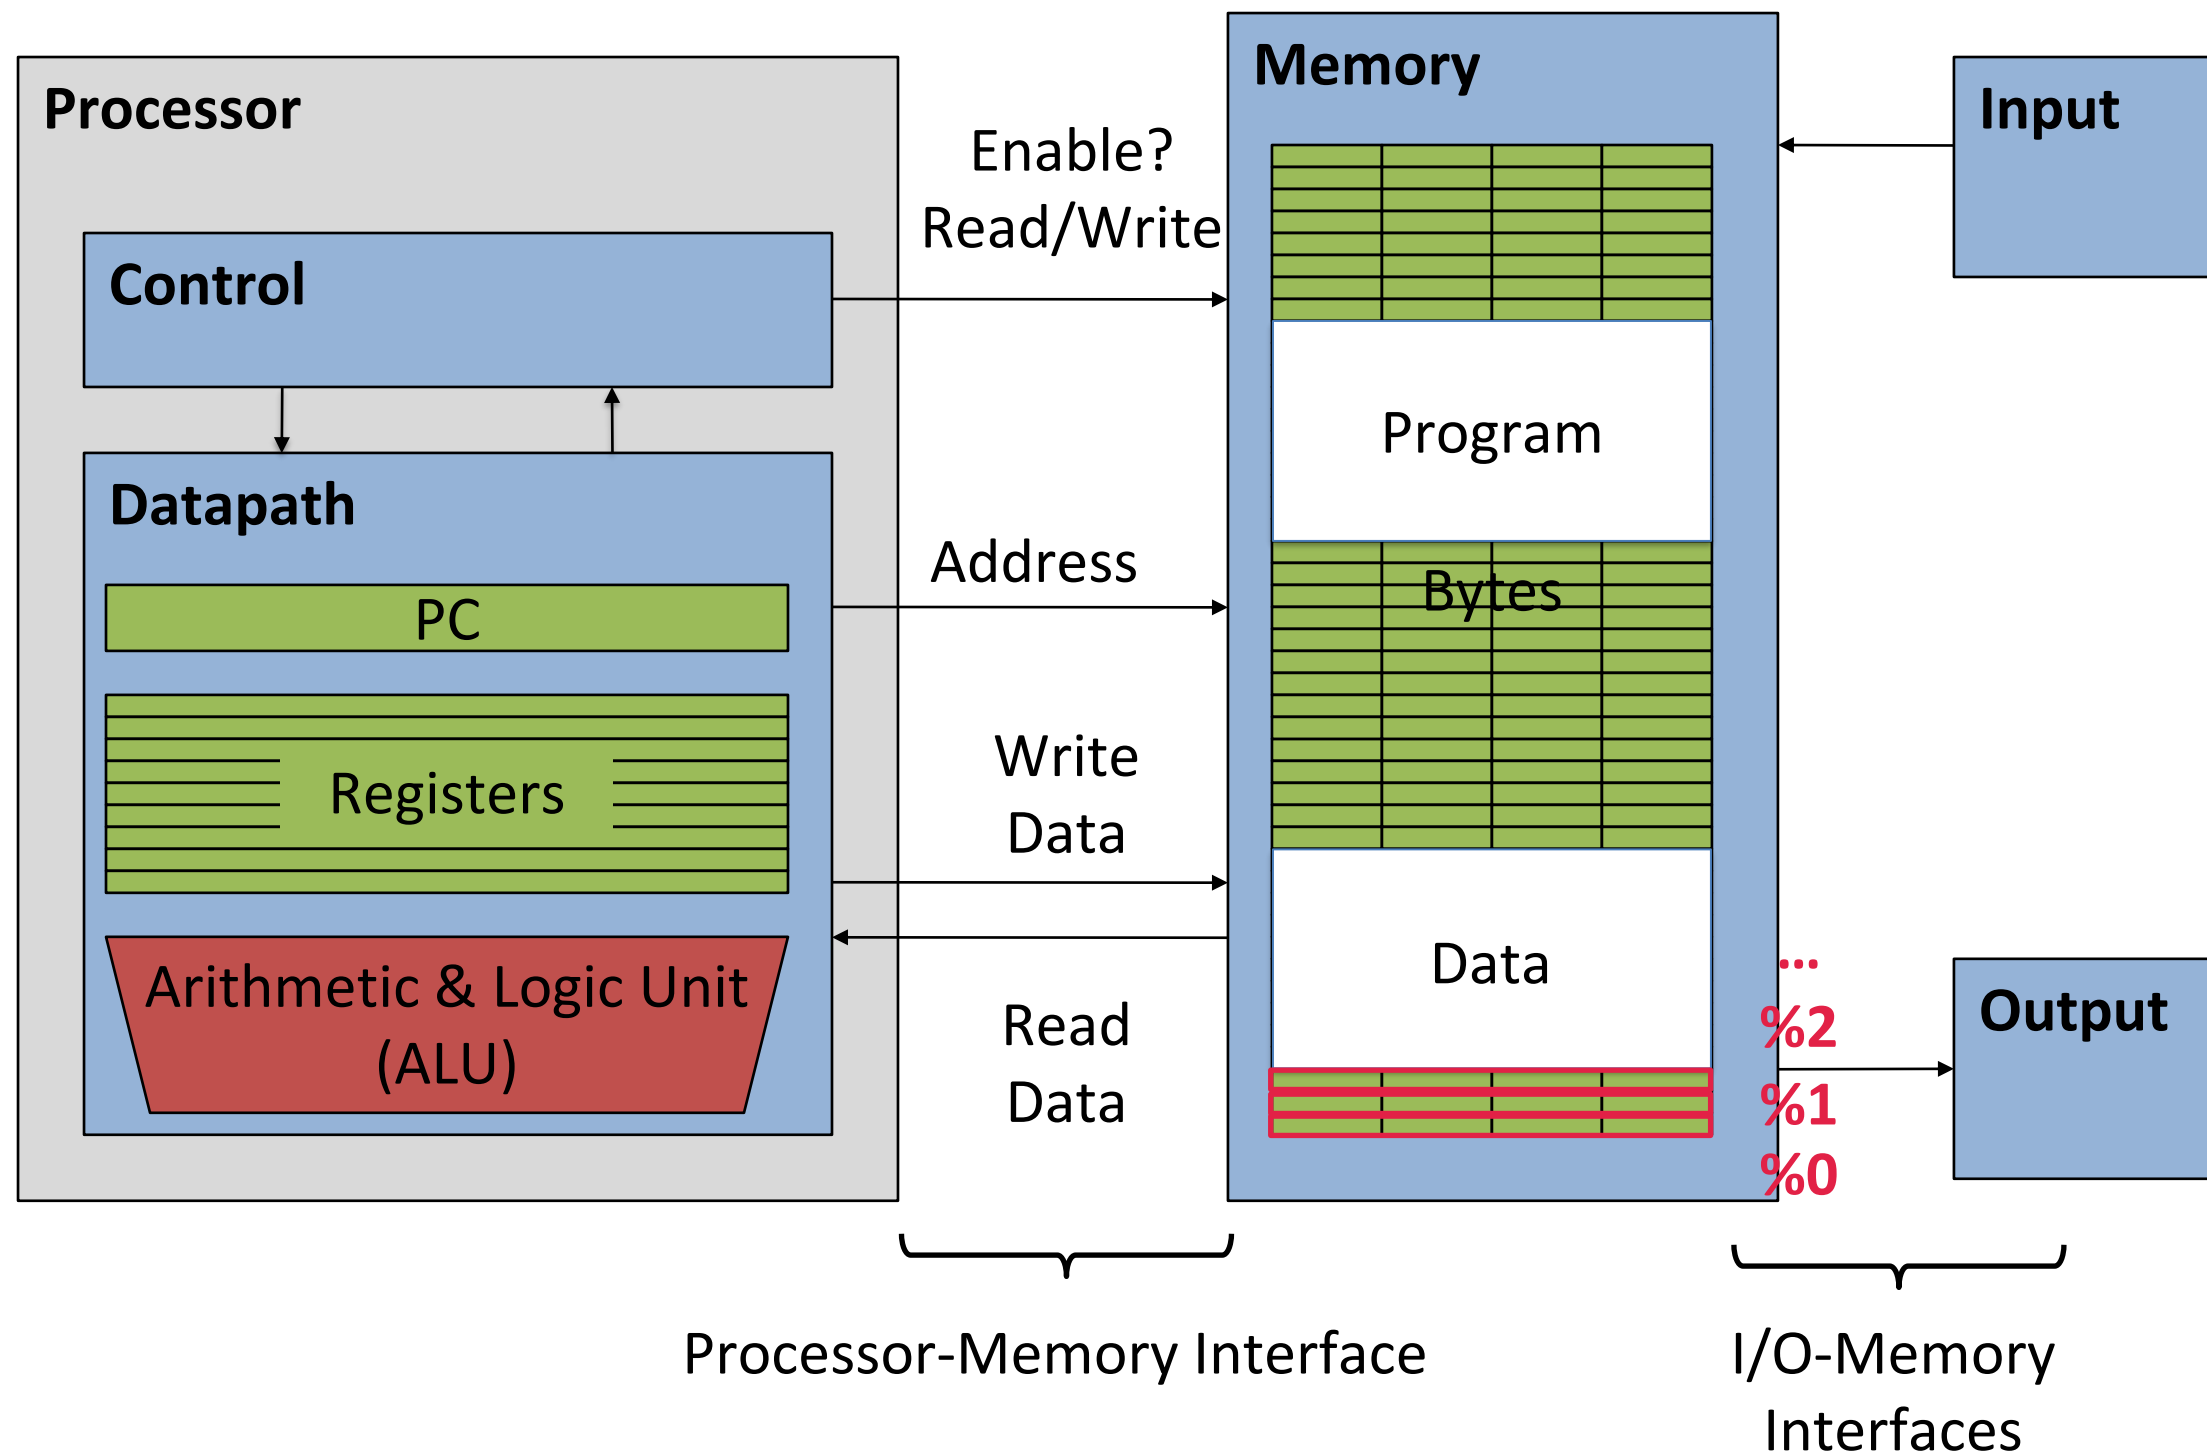 Processor
Control
Datapath
PC
Registers
Arithmetic & Logic Unit
(ALU)
Enable?
Read/Write
Address
Write
Data
Read
Data
Memory
Program
Bytes
Data
Input
...
%2
%1
%0
Output
Processor-Memory Interface
I/O-Memory
Interfaces